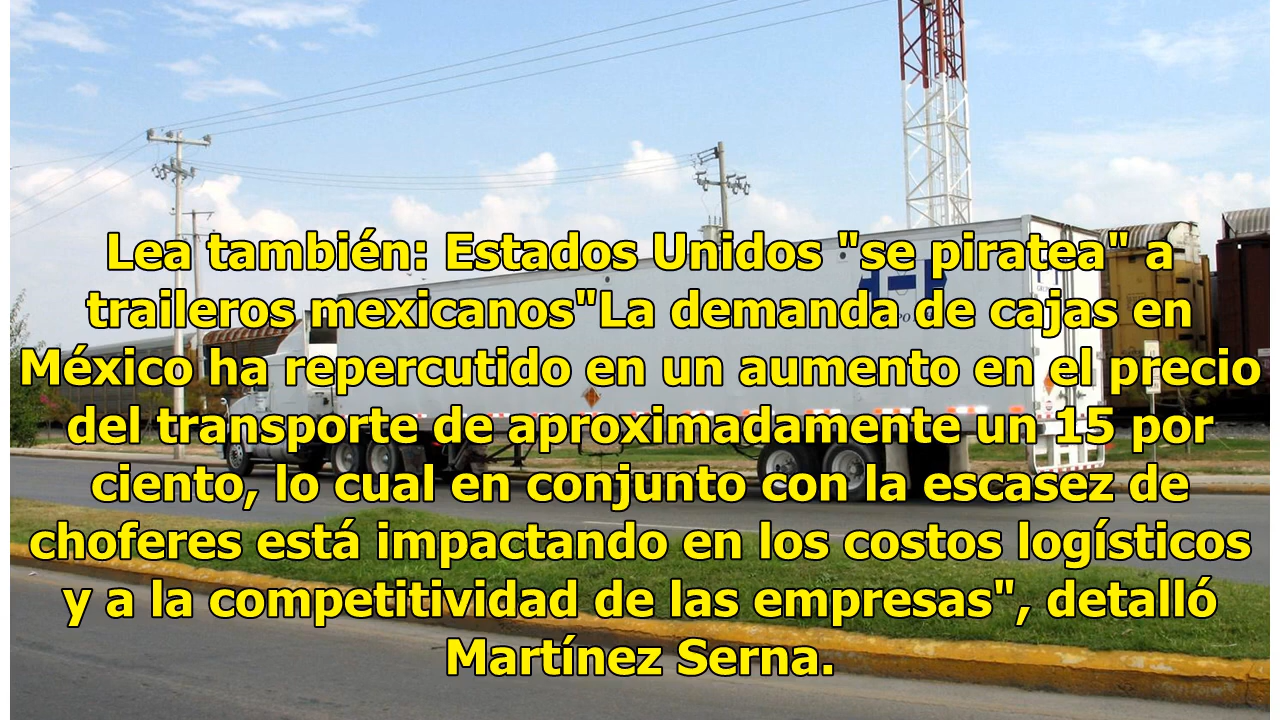 Lea también: Estados Unidos "se piratea" a
traileros mexicanos"La demanda de cajas en
México ha repercutido en un aumento en el precio
del transporte de aproximadamente un 15 por
ciento, lo cual en conjunto con la escasez de
choferes está impactando en los costos logísticos
y a la competitividad de las empresas", detalló
Martínez Serna.